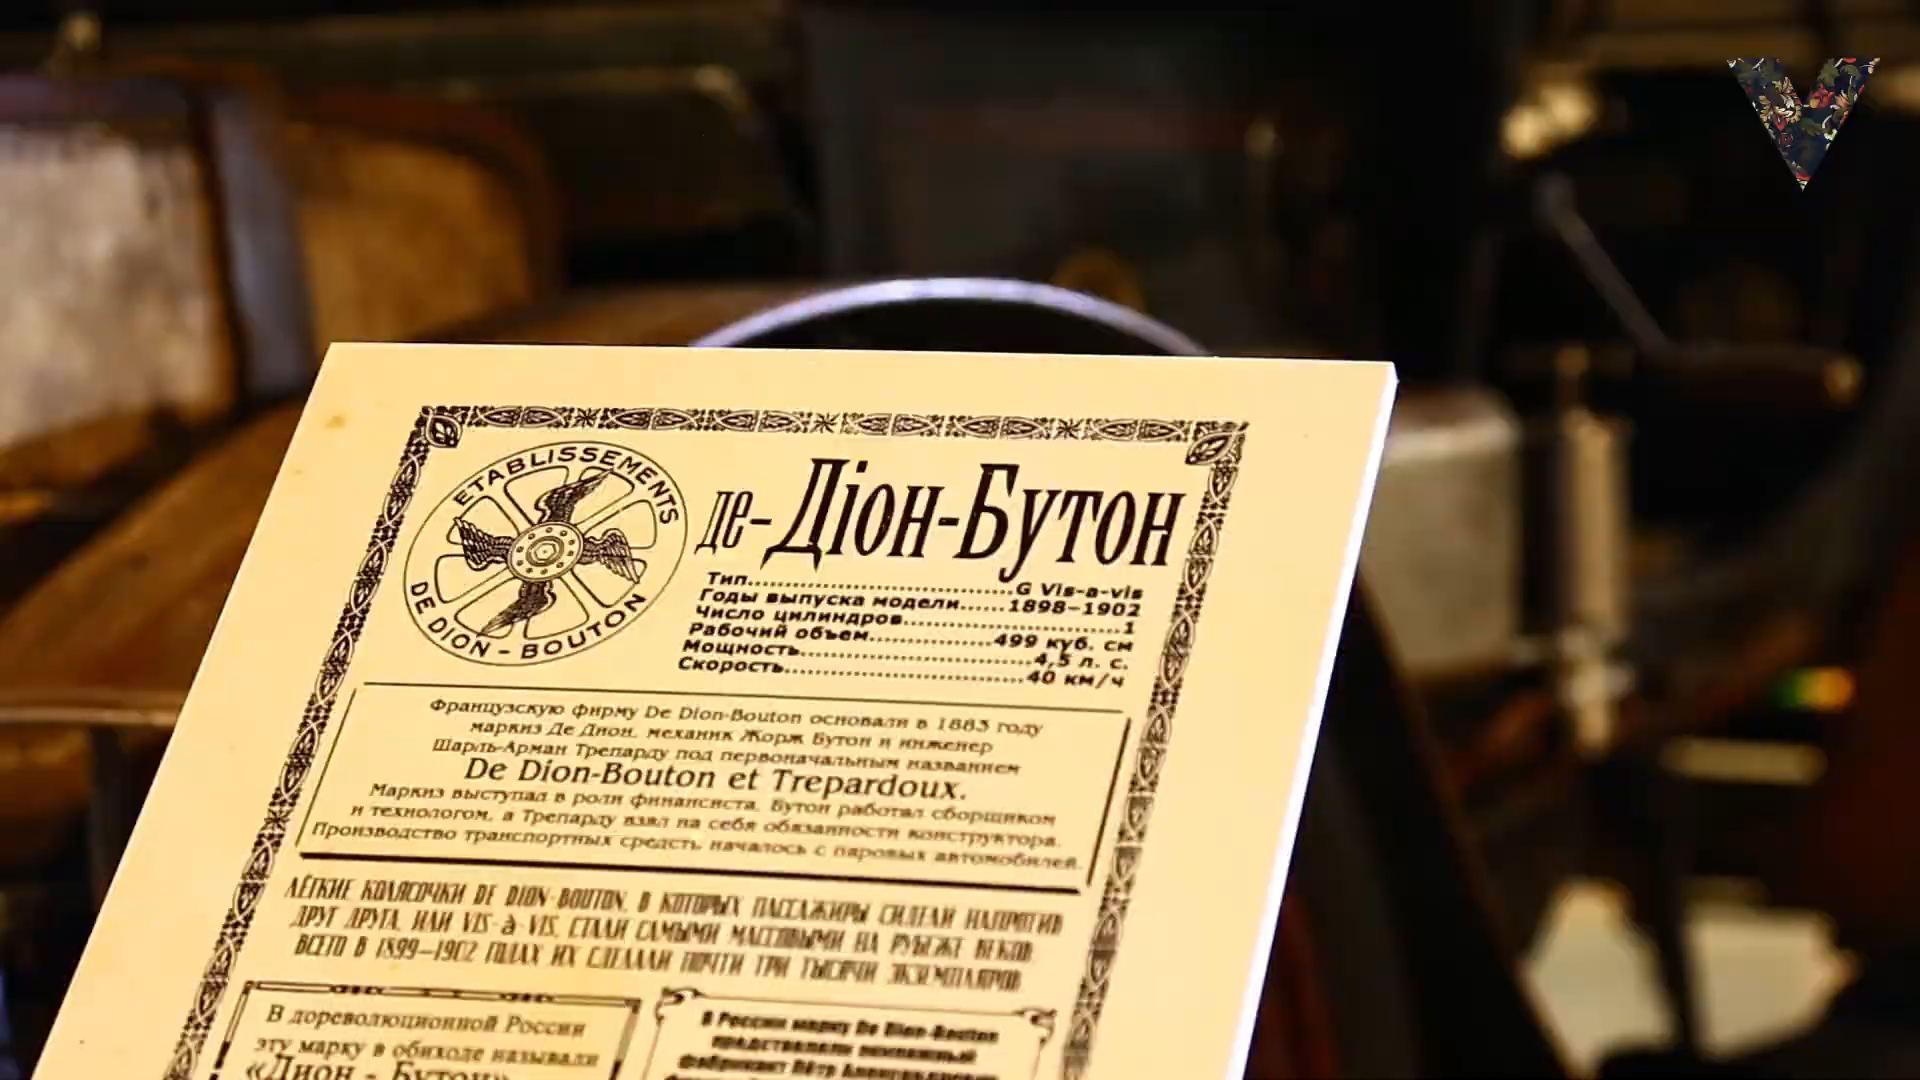 ETABLISSEMENTS
DE DION-BOUTON
де-Діон-Бутон
Тип....................................G Vis-a-vis
Годы выпуска модели......1898–1902
Число цилиндров..............................1
Рабочий объем.................499 куб. см
Мощность................................4,5 л. с.
Скорость.................................40 км/ч
Французскую фирму De Dion-Bouton основали в 1883 году
маркиз Де Дион, механик Жорж Бутон и инженер
Шарль-Арман Трепарду под первоначальным названием
De Dion-Bouton et Trepardoux.
Маркиз выступал в роли финансиста, Бутон работал сборщиком
и технологом, а Трепарду взял на себя обязанности конструктора.
Производство транспортных средств началось с паровых автомобилей.
ЛЁГКИЕ КОЛЯСОЧКИ DE DION-BOUTON, В КОТОРЫХ ПАССАЖИРЫ СИДЕЛИ НАПРОТИВ
ДРУГ ДРУГА, ИЛИ VIS-à-VIS, СТАЛИ САМЫМИ МАССОВЫМИ НА РУБЕЖЕ ВЕКОВ.
ВСЕГО В 1899–1902 ГОДАХ ИХ СДЕЛАЛИ ПОЧТИ ТРИ ТЫСЯЧИ ЭКЗЕМПЛЯРОВ.
В дореволюционной России
эту марку в обиходе называли
«Дион - Бутон»
В России марку De Dion-Bouton
представляли
фабрикант Пётр